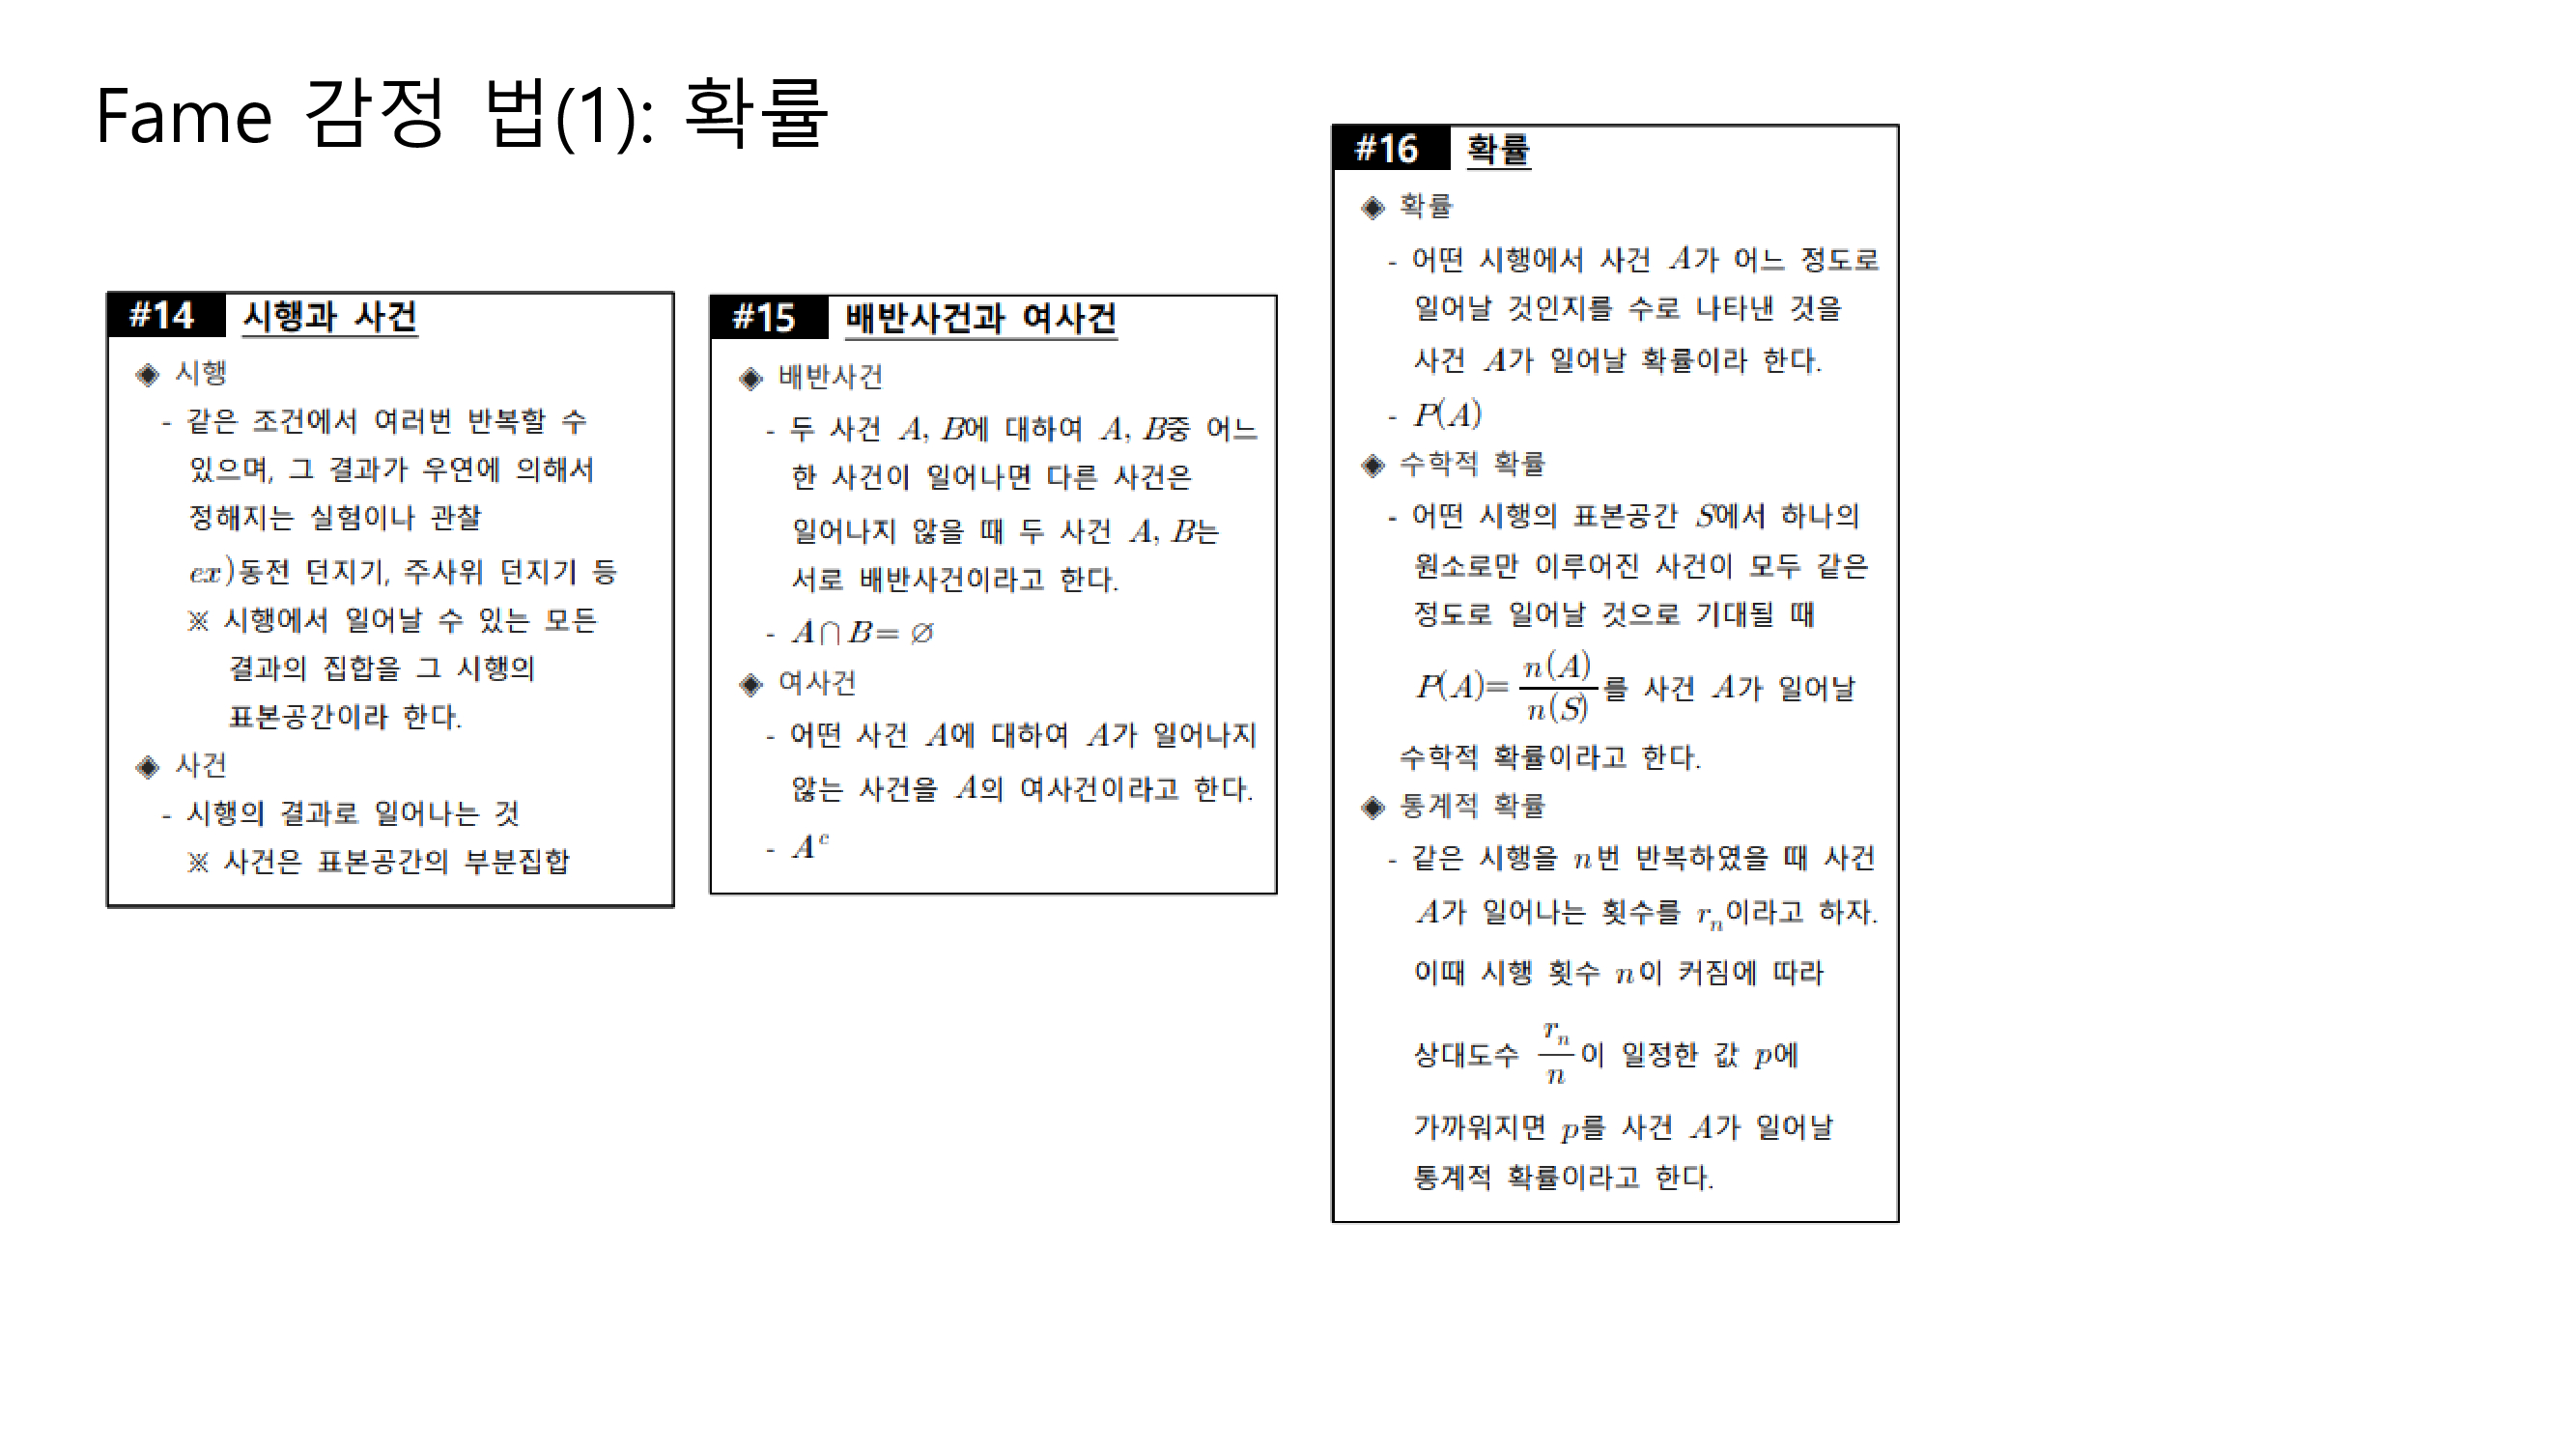 Fame 감정 법(1): 확률
#14 시행과 사건
◈ 시행
- 같은 조건에서 여러번 반복할 수
있으며, 그 결과가 우연에 의해서
정해지는 실험이나 관찰
ex)동전 던지기, 주사위 던지기 등
※ 시행에서 일어날 수 있는 모든
결과의 집합을 그 시행의
표본공간이라 한다.
◈ 사건
- 시행의 결과로 일어나는 것
※ 사건은 표본공간의 부분집합
#15 배반사건과 여사건
◈ 배반사건
- 두 사건 A, B에 대하여 A, B중 어느
한 사건이 일어나면 다른 사건은
일어나지 않을 때 두 사건 A, B는
서로 배반사건이라고 한다.
- A∩B=∅
◈ 여사건
- 어떤 사건 A에 대하여 A가 일어나지
않는 사건을 A의 여사건이라고 한다.
- A^c
#16 확률
◈ 확률
- 어떤 시행에서 사건 A가 어느 정도로
일어날 것인지를 수로 나타낸 것을
사건 A가 일어날 확률이라 한다.
- P(A)
◈ 수학적 확률
- 어떤 시행의 표본공간 S에서 하나의
원소로만 이루어진 사건이 모두 같은
정도로 일어날 것으로 기대될 때
P(A)= n(A)/n(S) 를 사건 A가 일어날
수학적 확률이라고 한다.
◈ 통계적 확률
- 같은 시행을 n번 반복하였을 때 사건
A가 일어나는 횟수를 r_n이라고 하자.
이때 시행 횟수 n이 커짐에 따라
상대도수 r_n/n 이 일정한 값 p에
가까워지면 p를 사건 A가 일어날
통계적 확률이라고 한다.